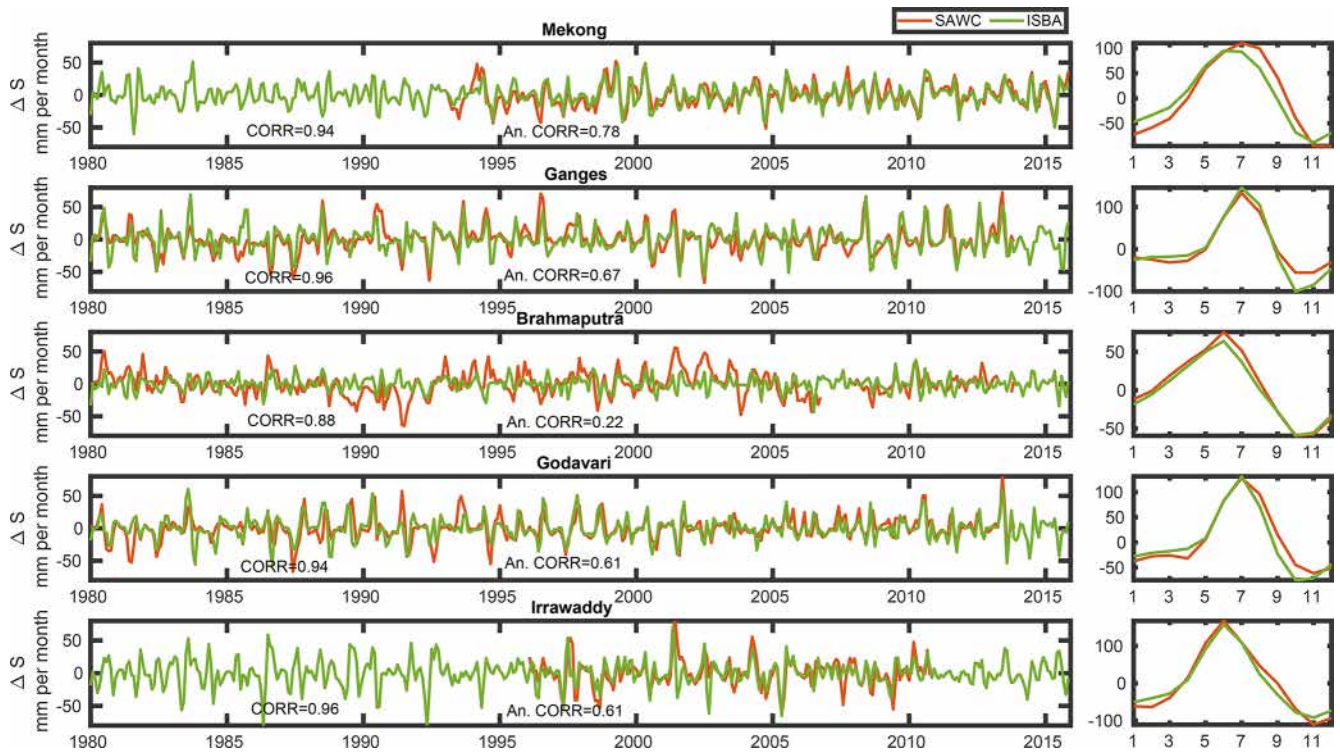 SAWC ISBA
Mekong
Δ S
mm per month
50
0
-50
CORR=0.94 An. CORR=0.78
1980 1985 1990 1995 2000 2005 2010 2015
100
50
0
-50
1 3 5 7 9 11
Ganges
Δ S
mm per month
50
0
-50
CORR=0.96 An. CORR=0.67
1980 1985 1990 1995 2000 2005 2010 2015
100
0
-100
1 3 5 7 9 11
Brahmaputra
Δ S
mm per month
50
0
-50
CORR=0.88 An. CORR=0.22
1980 1985 1990 1995 2000 2005 2010 2015
50
0
-50
1 3 5 7 9 11
Godavari
Δ S
mm per month
50
0
-50
CORR=0.94 An. CORR=0.61
1980 1985 1990 1995 2000 2005 2010 2015
100
50
0
-50
1 3 5 7 9 11
Irrawaddy
Δ S
mm per month
50
0
-50
CORR=0.96 An. CORR=0.61
1980 1985 1990 1995 2000 2005 2010 2015
100
0
-100
1 3 5 7 9 11